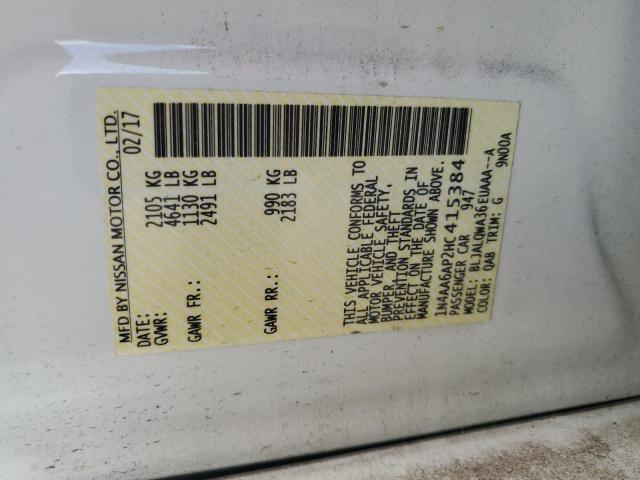 MFD BY NISSAN MOTOR CO., LTD.
DATE: 02/17
GVWR: 2105 KG
4641 LB
GAWR FR.: 1130 KG
2491 LB
GAWR RR.: 990 KG
2183 LB
THIS VEHICLE CONFORMS TO
ALL APPLICABLE FEDERAL
MOTOR VEHICLE SAFETY,
BUMPER, AND THEFT
PREVENTION STANDARDS IN
EFFECT ON THE DATE OF
MANUFACTURE SHOWN ABOVE.
1N4AA6AP2HC415384
PASSENGER CAR 947
MODEL: BLJALQWA36EUAAA--A
COLOR: QAB TRIM: G 9N00A